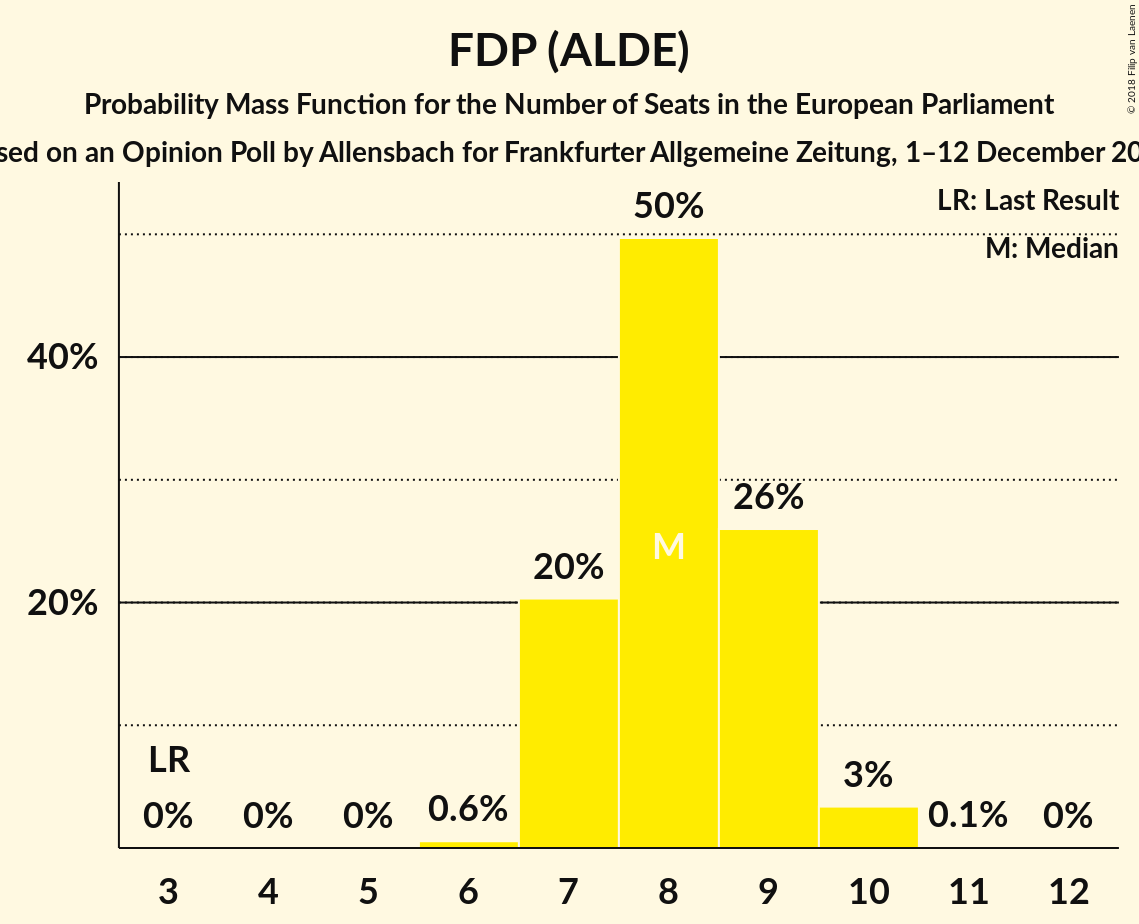 FDP (ALDE)
Probability Mass Function for the Number of Seats in the European Parliament
sed on an Opinion Poll by Allensbach for Frankfurter Allgemeine Zeitung, 1–12 December 20
© 2018 Filip van Laenen
LR: Last Result
M: Median
50%
40%
26%
M
20%
20%
LR
3%
0%
0%
0%
0.6%
0.1%
0%
3 4 5 6 7 8 9 10 11 12